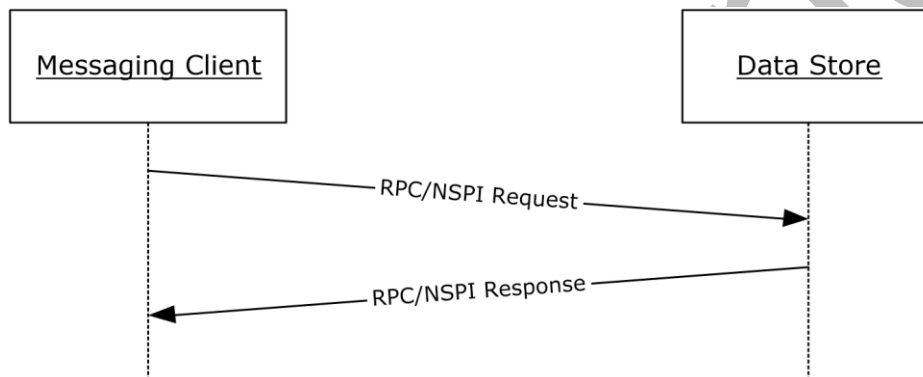 Messaging Client
Data Store
RPC/NSPI Request
RPC/NSPI Response